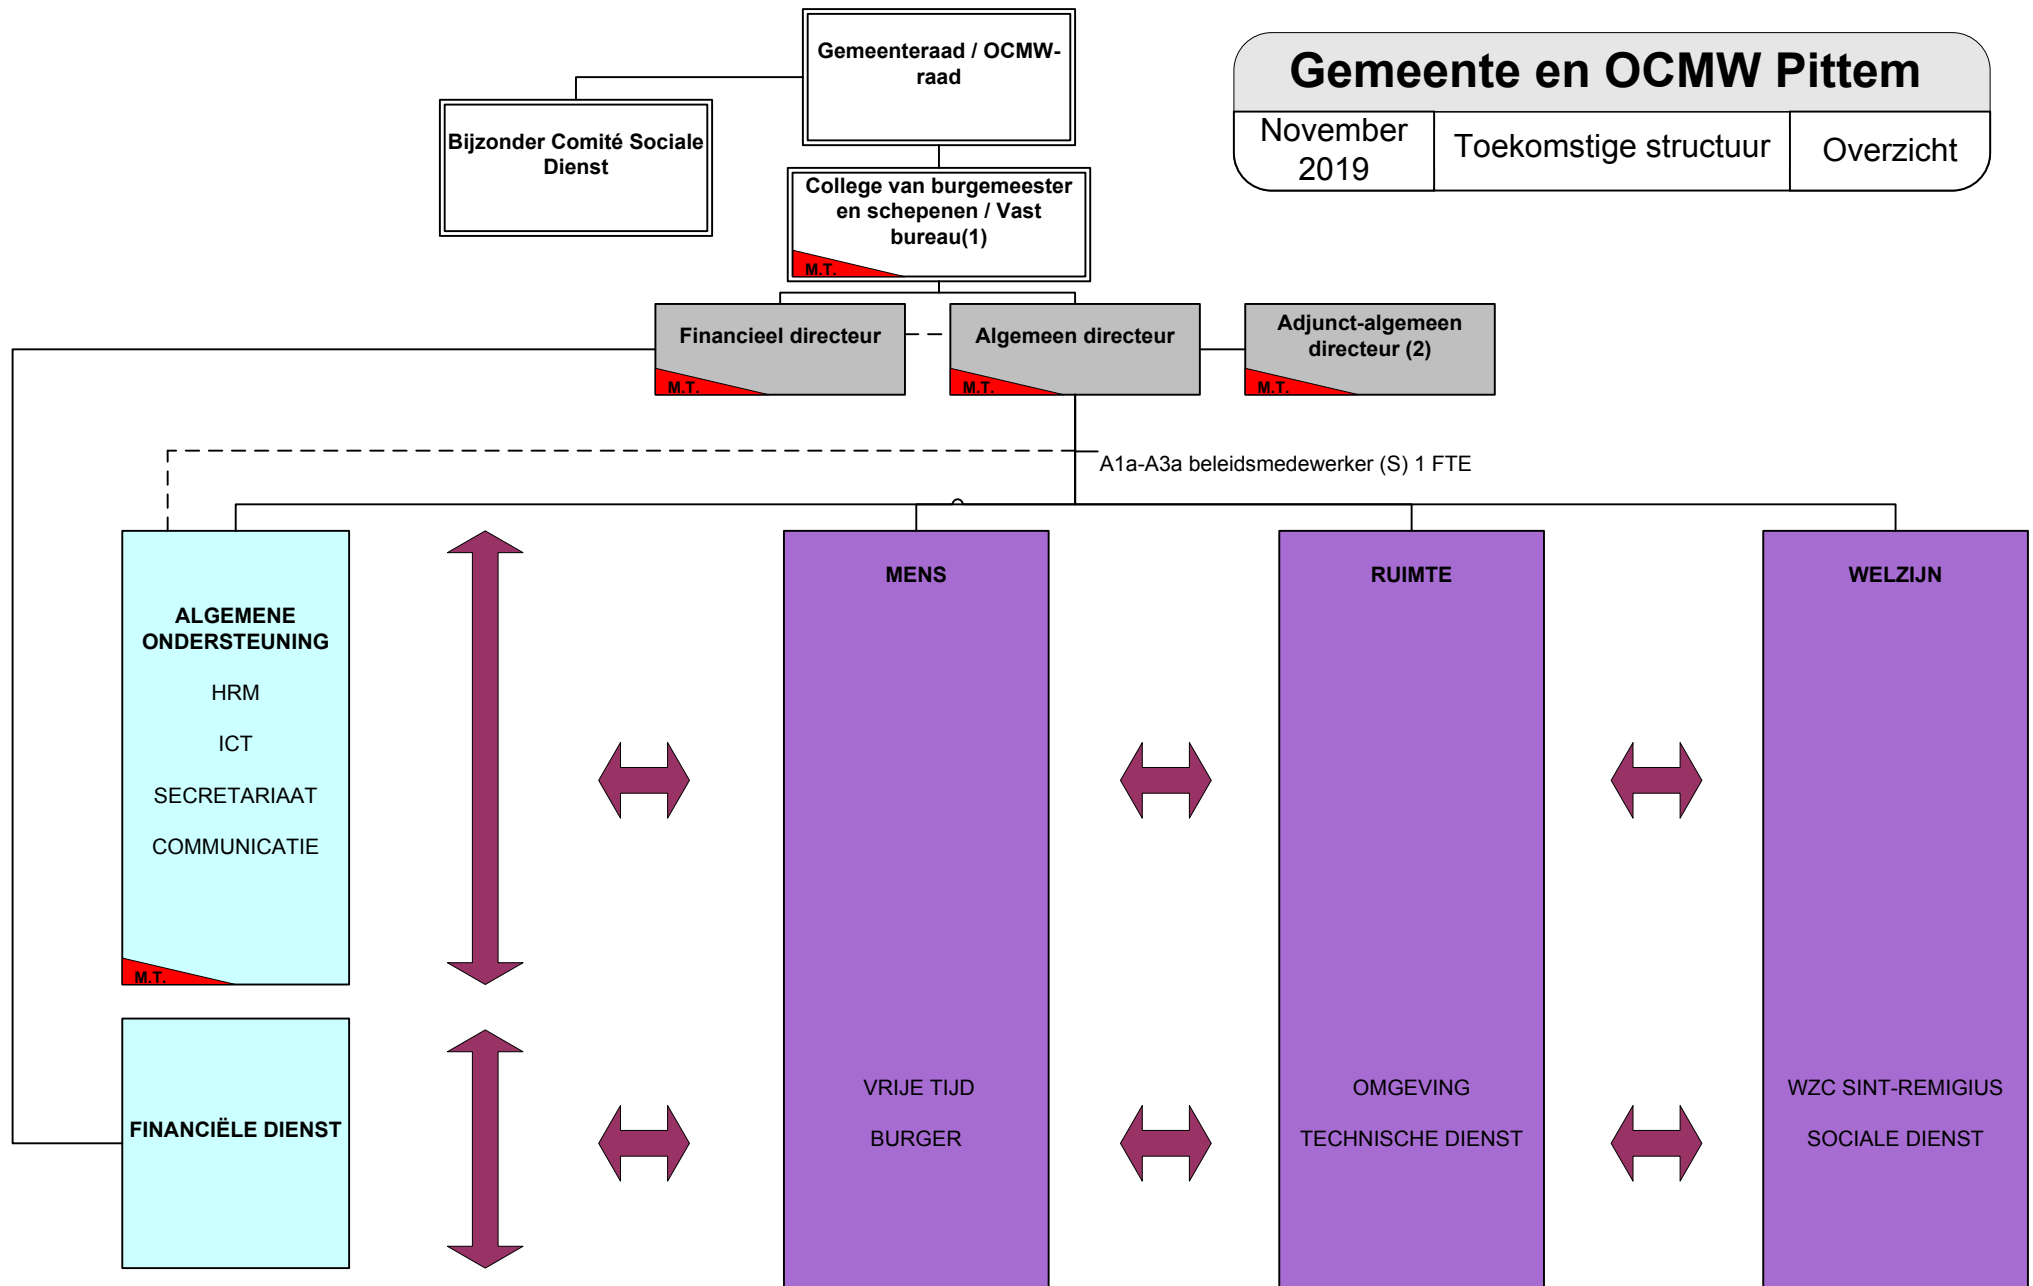 Gemeenteraad / OCMW-
raad
Gemeente en OCMW Pittem
November
2019
Toekomstige structuur
Overzicht
Bijzonder Comité Sociale
Dienst
College van burgemeester
en schepenen / Vast
bureau(1)
M.T.
Financieel directeur
M.T.
Algemeen directeur
M.T.
Adjunct-algemeen
directeur (2)
M.T.
A1a-A3a beleidsmedewerker (S) 1 FTE
ALGEMENE
ONDERSTEUNING
HRM
ICT
SECRETARIAAT
COMMUNICATIE
M.T.
FINANCIËLE DIENST
MENS
VRIJE TIJD
BURGER
RUIMTE
OMGEVING
TECHNISCHE DIENST
WELZIJN
WZC SINT-REMIGIUS
SOCIALE DIENST